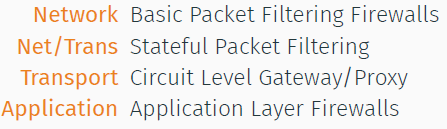 Network Basic Packet Filtering Firewalls
Net/Trans Stateful Packet Filtering
Transport Circuit Level Gateway/Proxy
Application Application Layer Firewalls